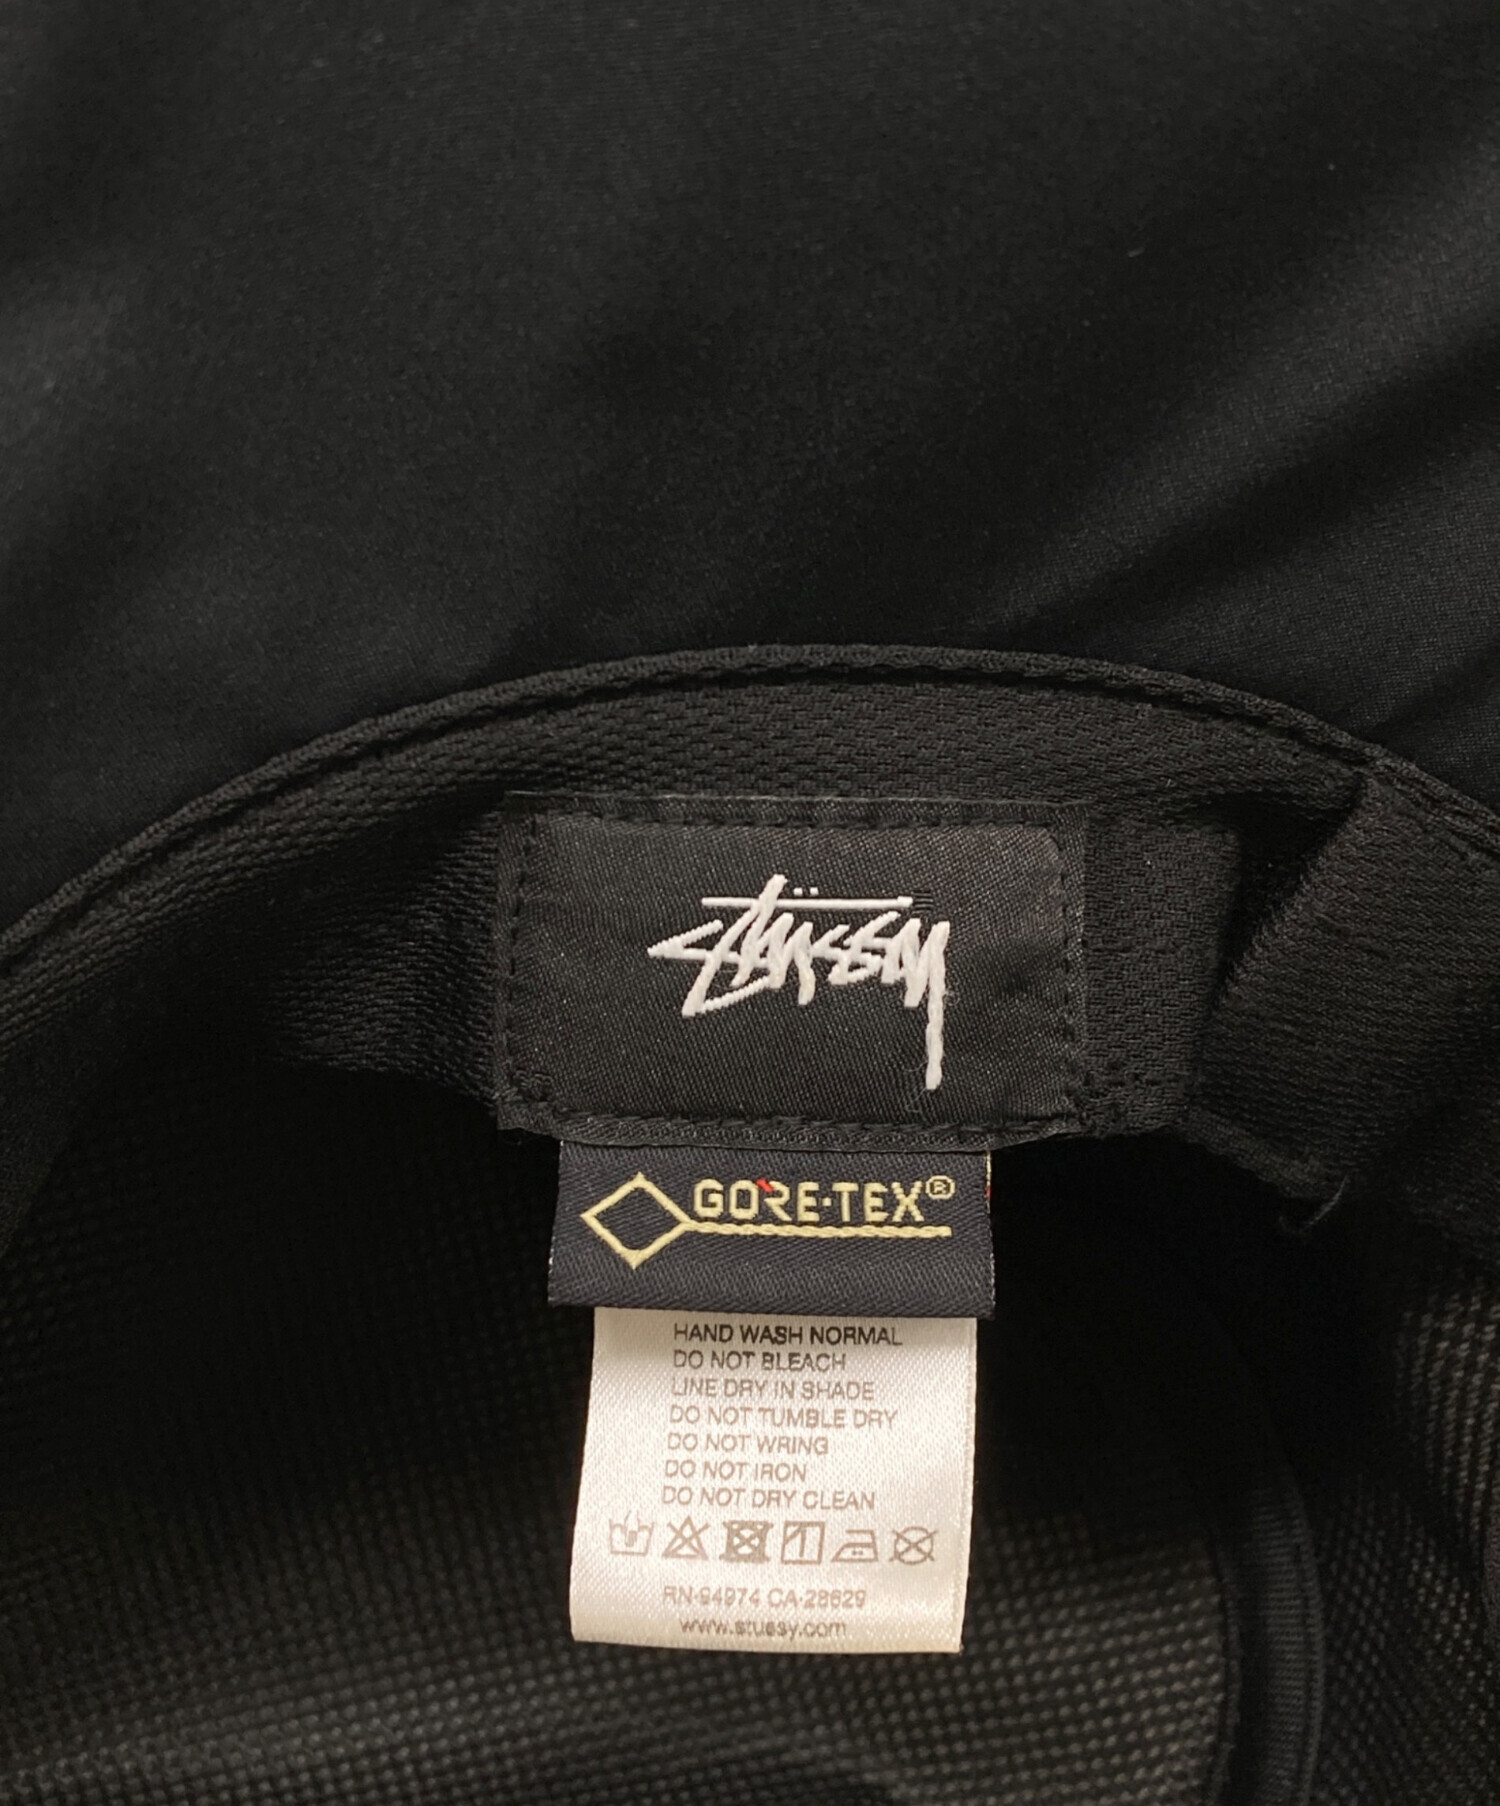 STÜSSY
GORE-TEX®
HAND WASH NORMAL
DO NOT BLEACH
LINE DRY IN SHADE
DO NOT TUMBLE DRY
DO NOT WRING
DO NOT IRON
DO NOT DRY CLEAN
RN-94974 CA-28629
www.stussy.com